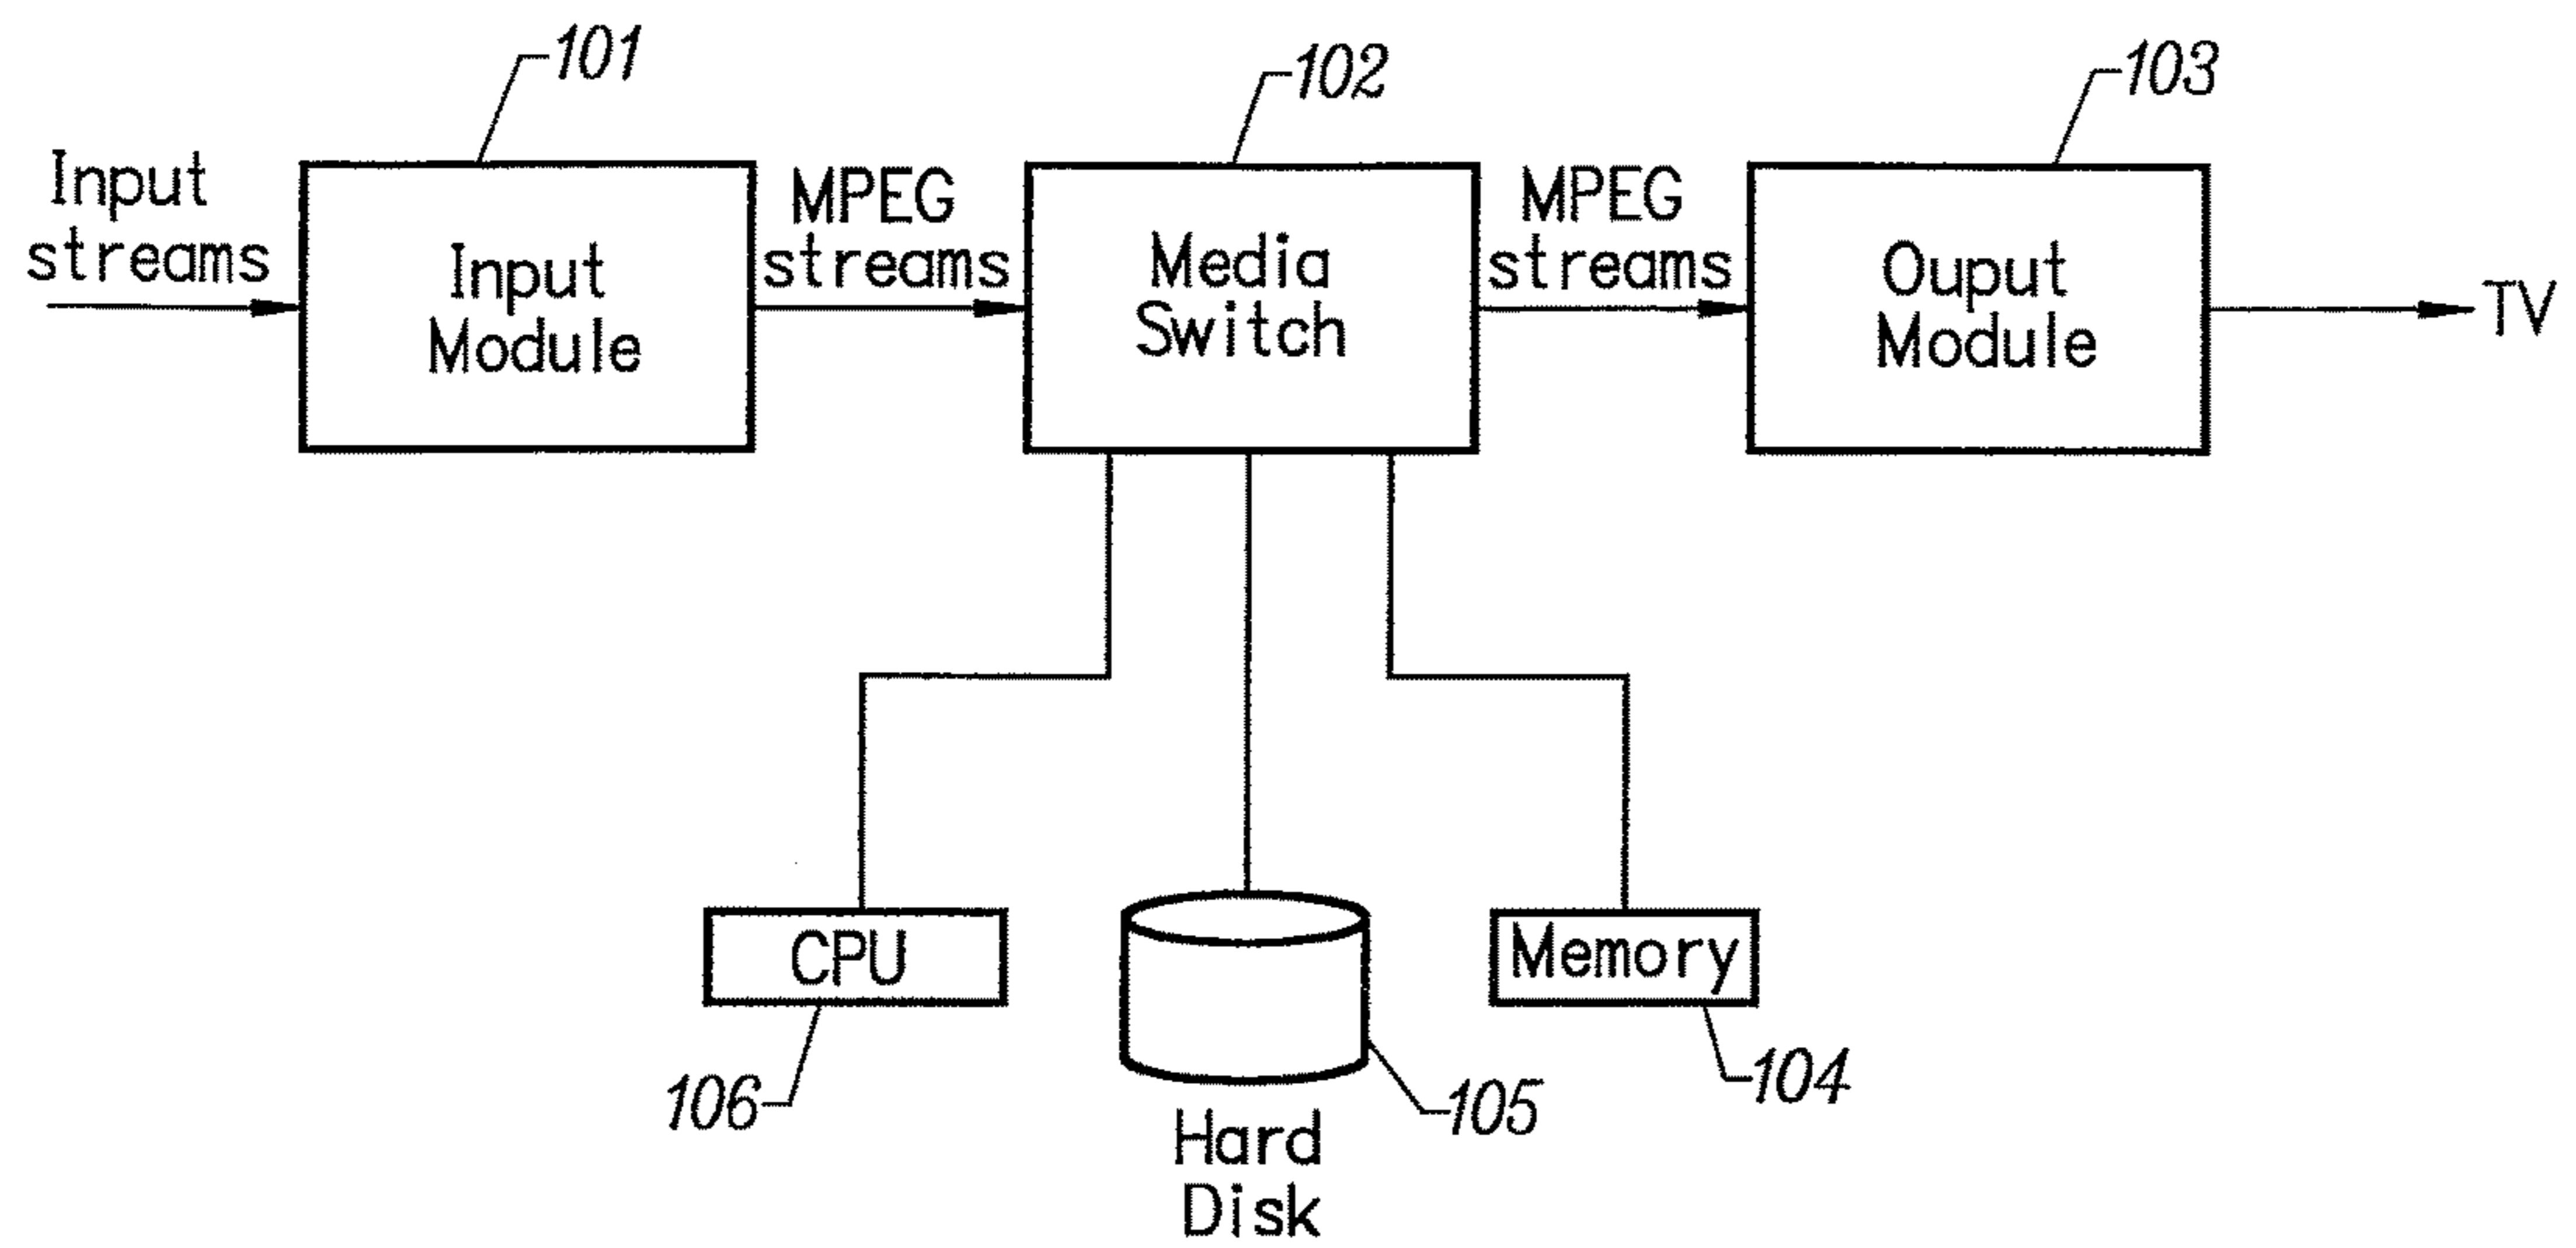 101
102
103
Input
streams
Input
Module
MPEG
streams
Media
Switch
MPEG
streams
Ouput
Module
TV
CPU
Memory
106
105
104
Hard
Disk